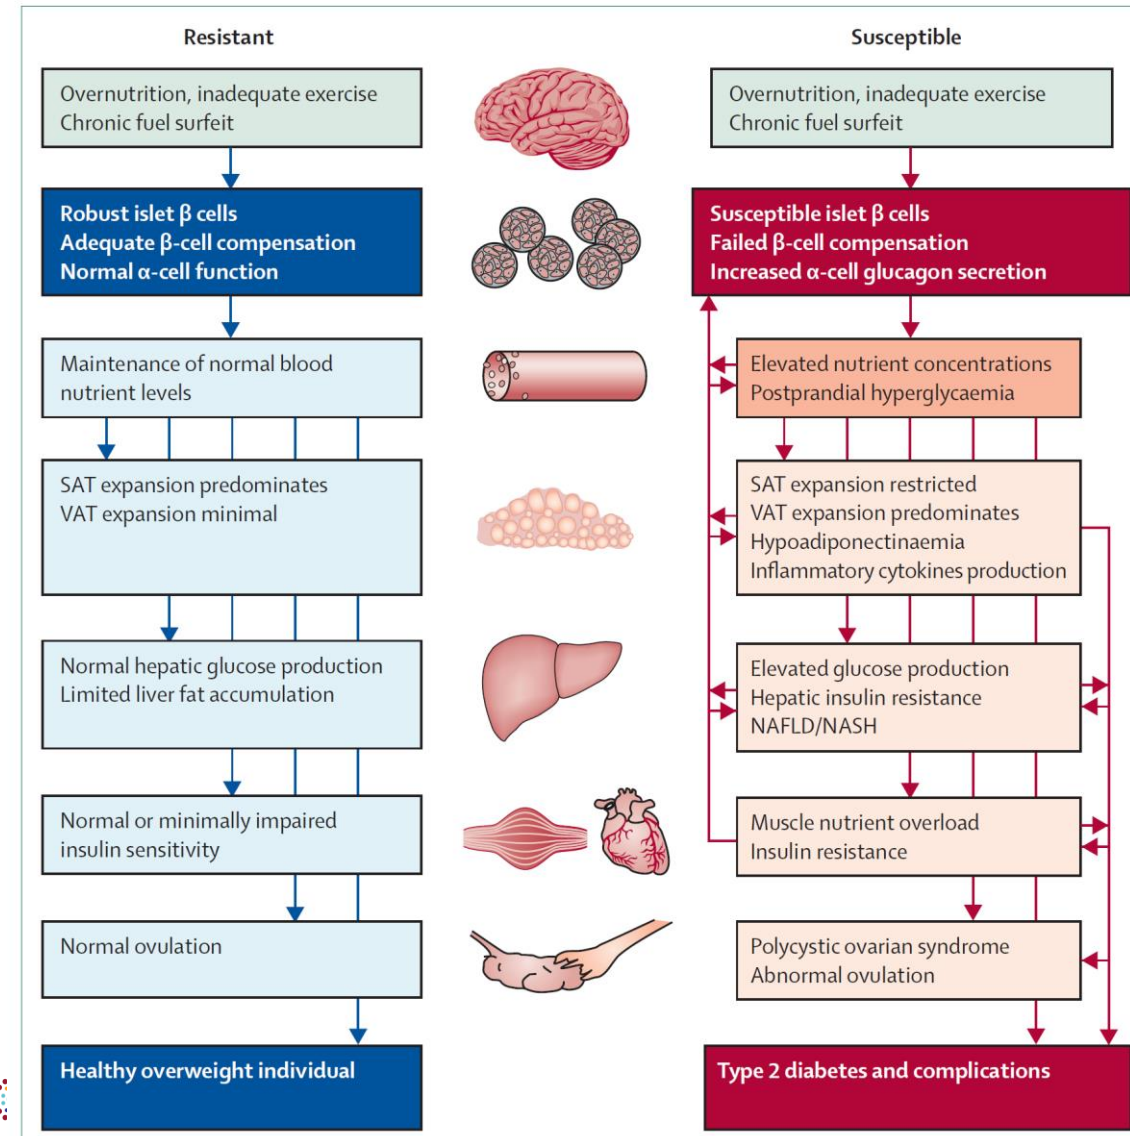 Resistant
Overnutrition, inadequate exercise
Chronic fuel surfeit
Robust islet β cells
Adequate β-cell compensation
Normal α-cell function
Maintenance of normal blood
nutrient levels
SAT expansion predominates
VAT expansion minimal
Normal hepatic glucose production
Limited liver fat accumulation
Normal or minimally impaired
insulin sensitivity
Normal ovulation
Healthy overweight individual
Susceptible
Overnutrition, inadequate exercise
Chronic fuel surfeit
Susceptible islet β cells
Failed β-cell compensation
Increased α-cell glucagon secretion
Elevated nutrient concentrations
Postprandial hyperglycaemia
SAT expansion restricted
VAT expansion predominates
Hypoadiponectinaemia
Inflammatory cytokines production
Elevated glucose production
Hepatic insulin resistance
NAFLD/NASH
Muscle nutrient overload
Insulin resistance
Polycystic ovarian syndrome
Abnormal ovulation
Type 2 diabetes and complications